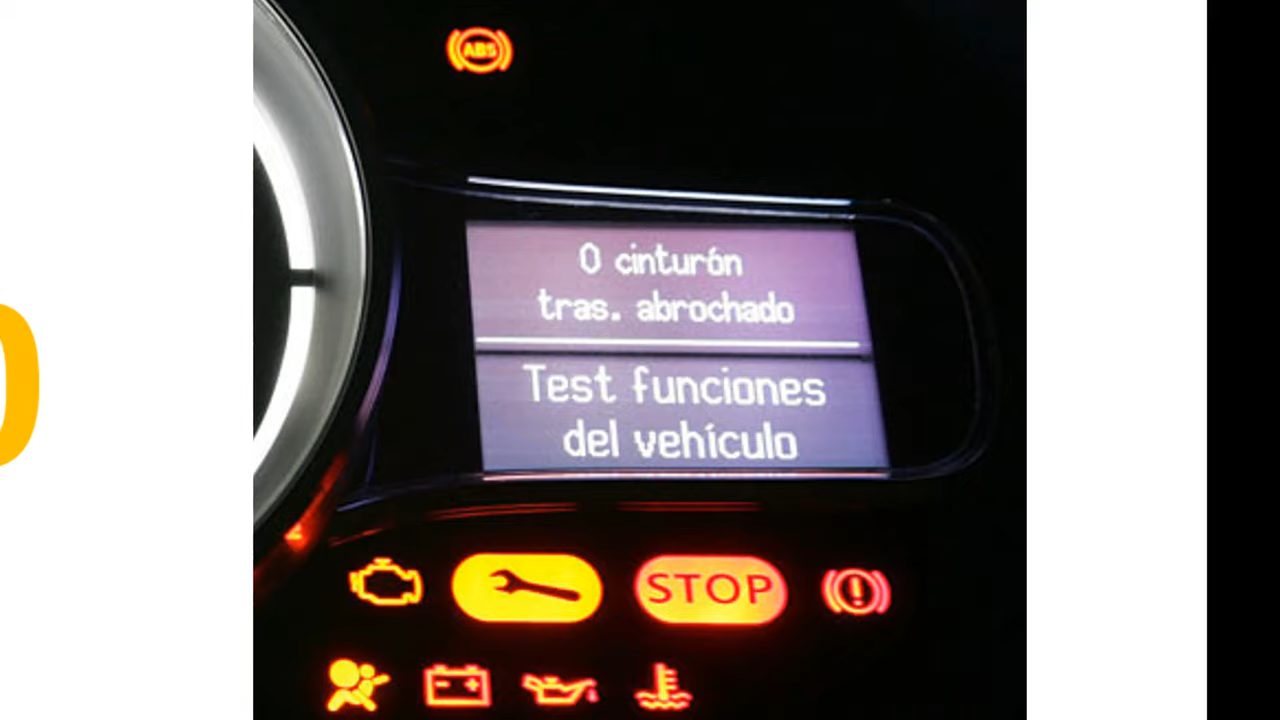 ABS
0 cinturón
tras. abrochado
Test funciones
del vehículo
STOP